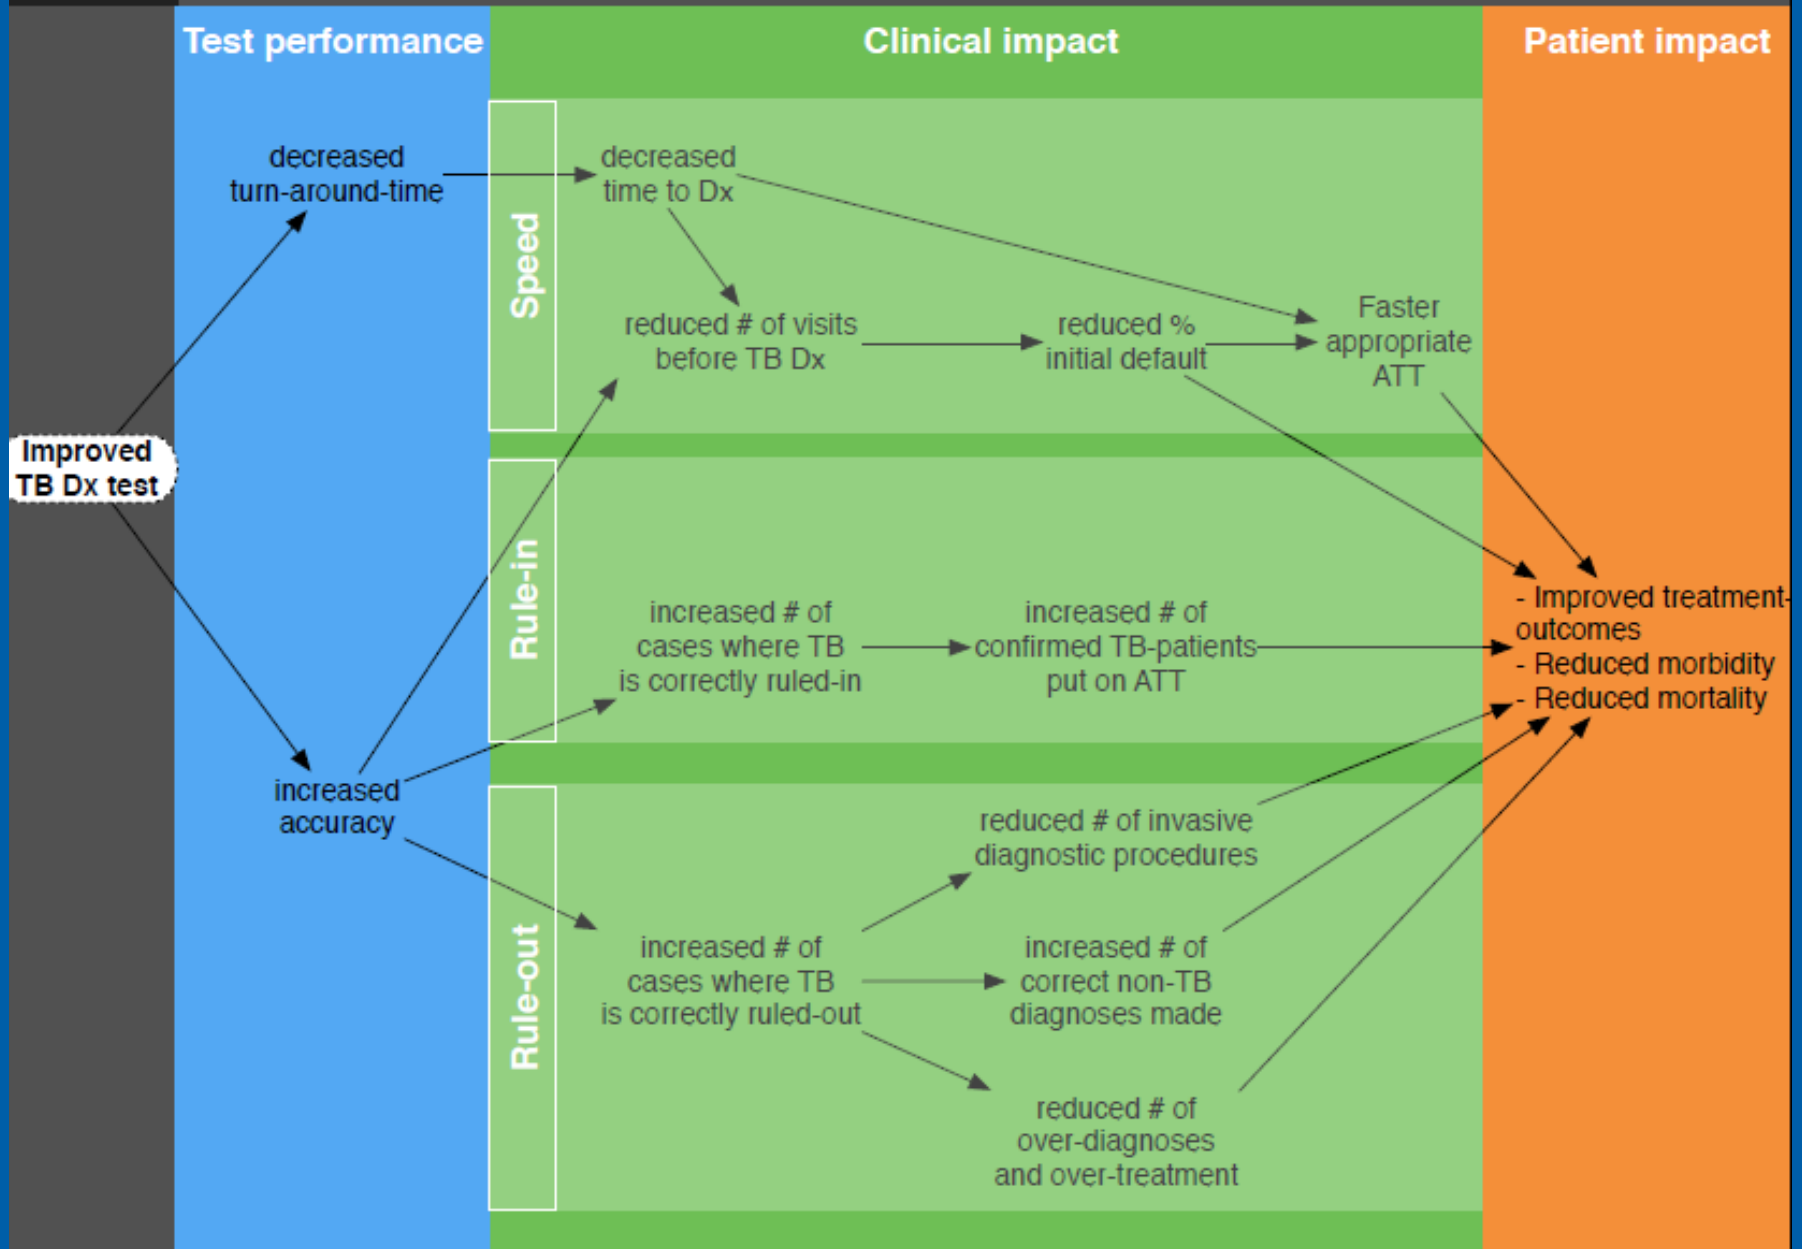 Test performance
Clinical impact
Patient impact
Improved
TB Dx test
decreased
turn-around-time
increased
accuracy
Speed
decreased
time to Dx
reduced # of visits
before TB Dx
reduced %
initial default
Faster
appropriate
ATT
Rule-in
increased # of
cases where TB
is correctly ruled-in
increased # of
confirmed TB-patients
put on ATT
Rule-out
increased # of
cases where TB
is correctly ruled-out
reduced # of invasive
diagnostic procedures
increased # of
correct non-TB
diagnoses made
reduced # of
over-diagnoses
and over-treatment
- Improved treatment-
outcomes
- Reduced morbidity
- Reduced mortality